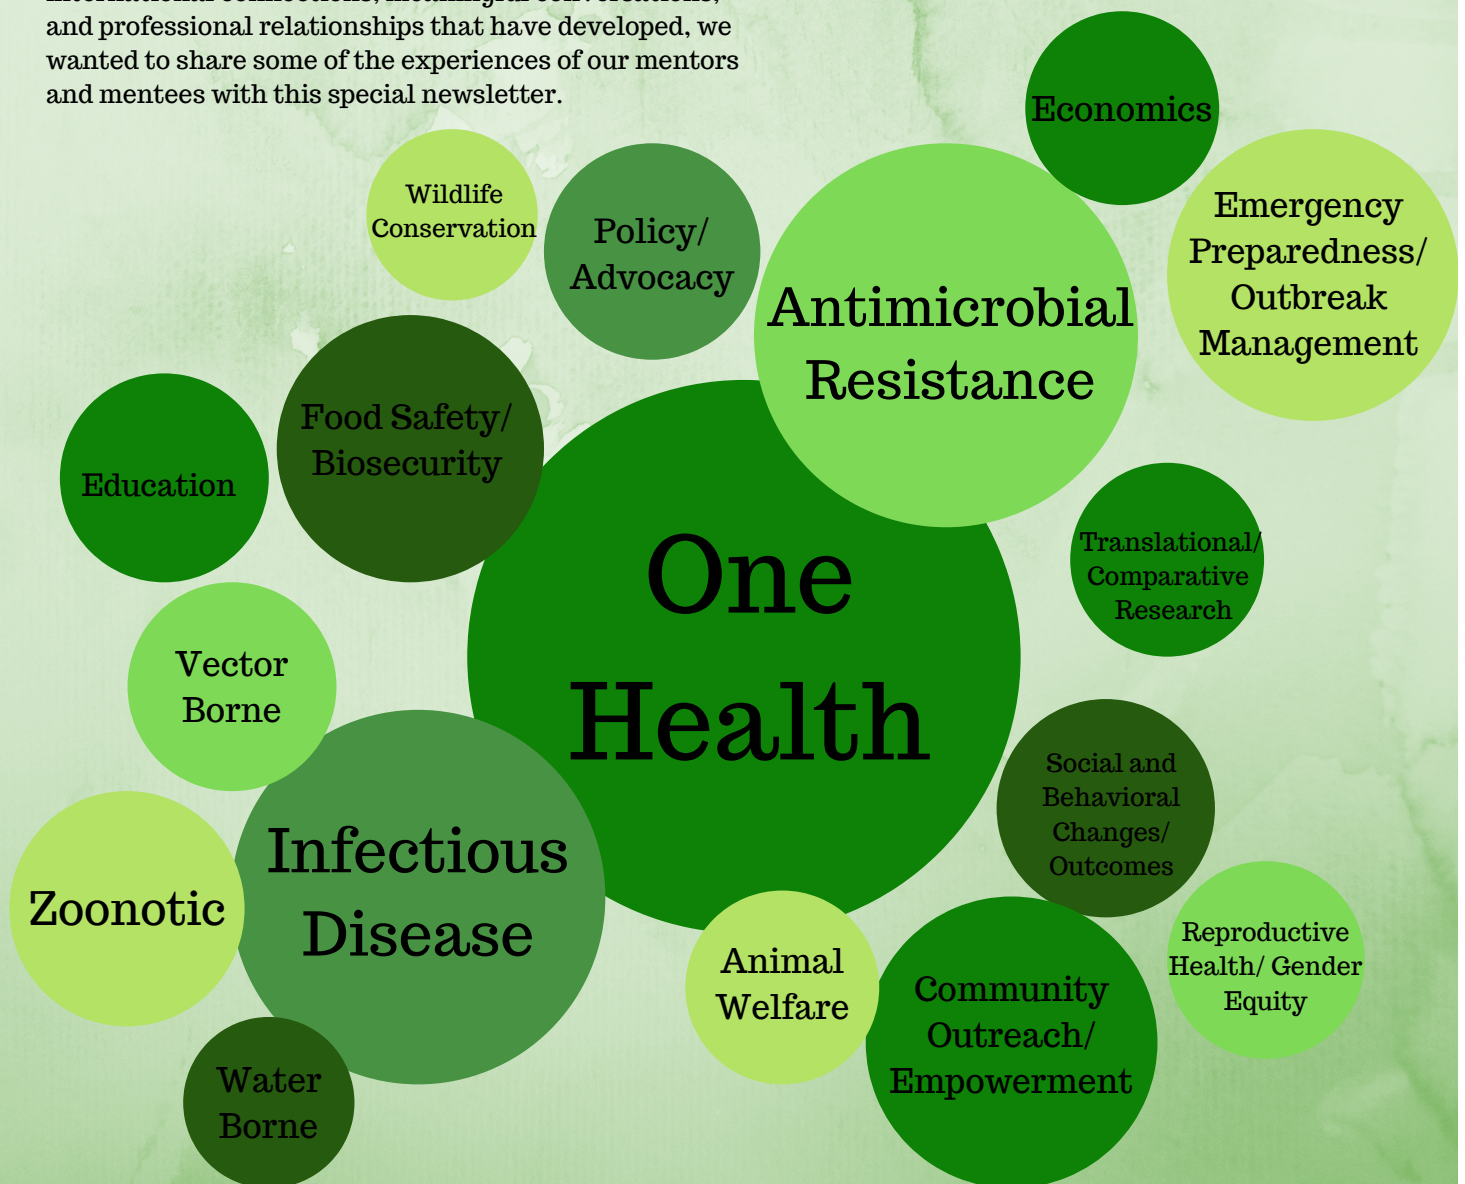 and professional relationships that have developed, we
wanted to share some of the experiences of our mentors
and mentees with this special newsletter.
Economics
Wildlife
Conservation
Policy/
Advocacy
Emergency
Preparedness/
Outbreak
Management
Antimicrobial
Resistance
Food Safety/
Biosecurity
Education
Translational/
Comparative
Research
One
Health
Vector
Borne
Social and
Behavioral
Changes/
Outcomes
Infectious
Disease
Zoonotic
Reproductive
Health/ Gender
Equity
Animal
Welfare
Community
Outreach/
Empowerment
Water
Borne